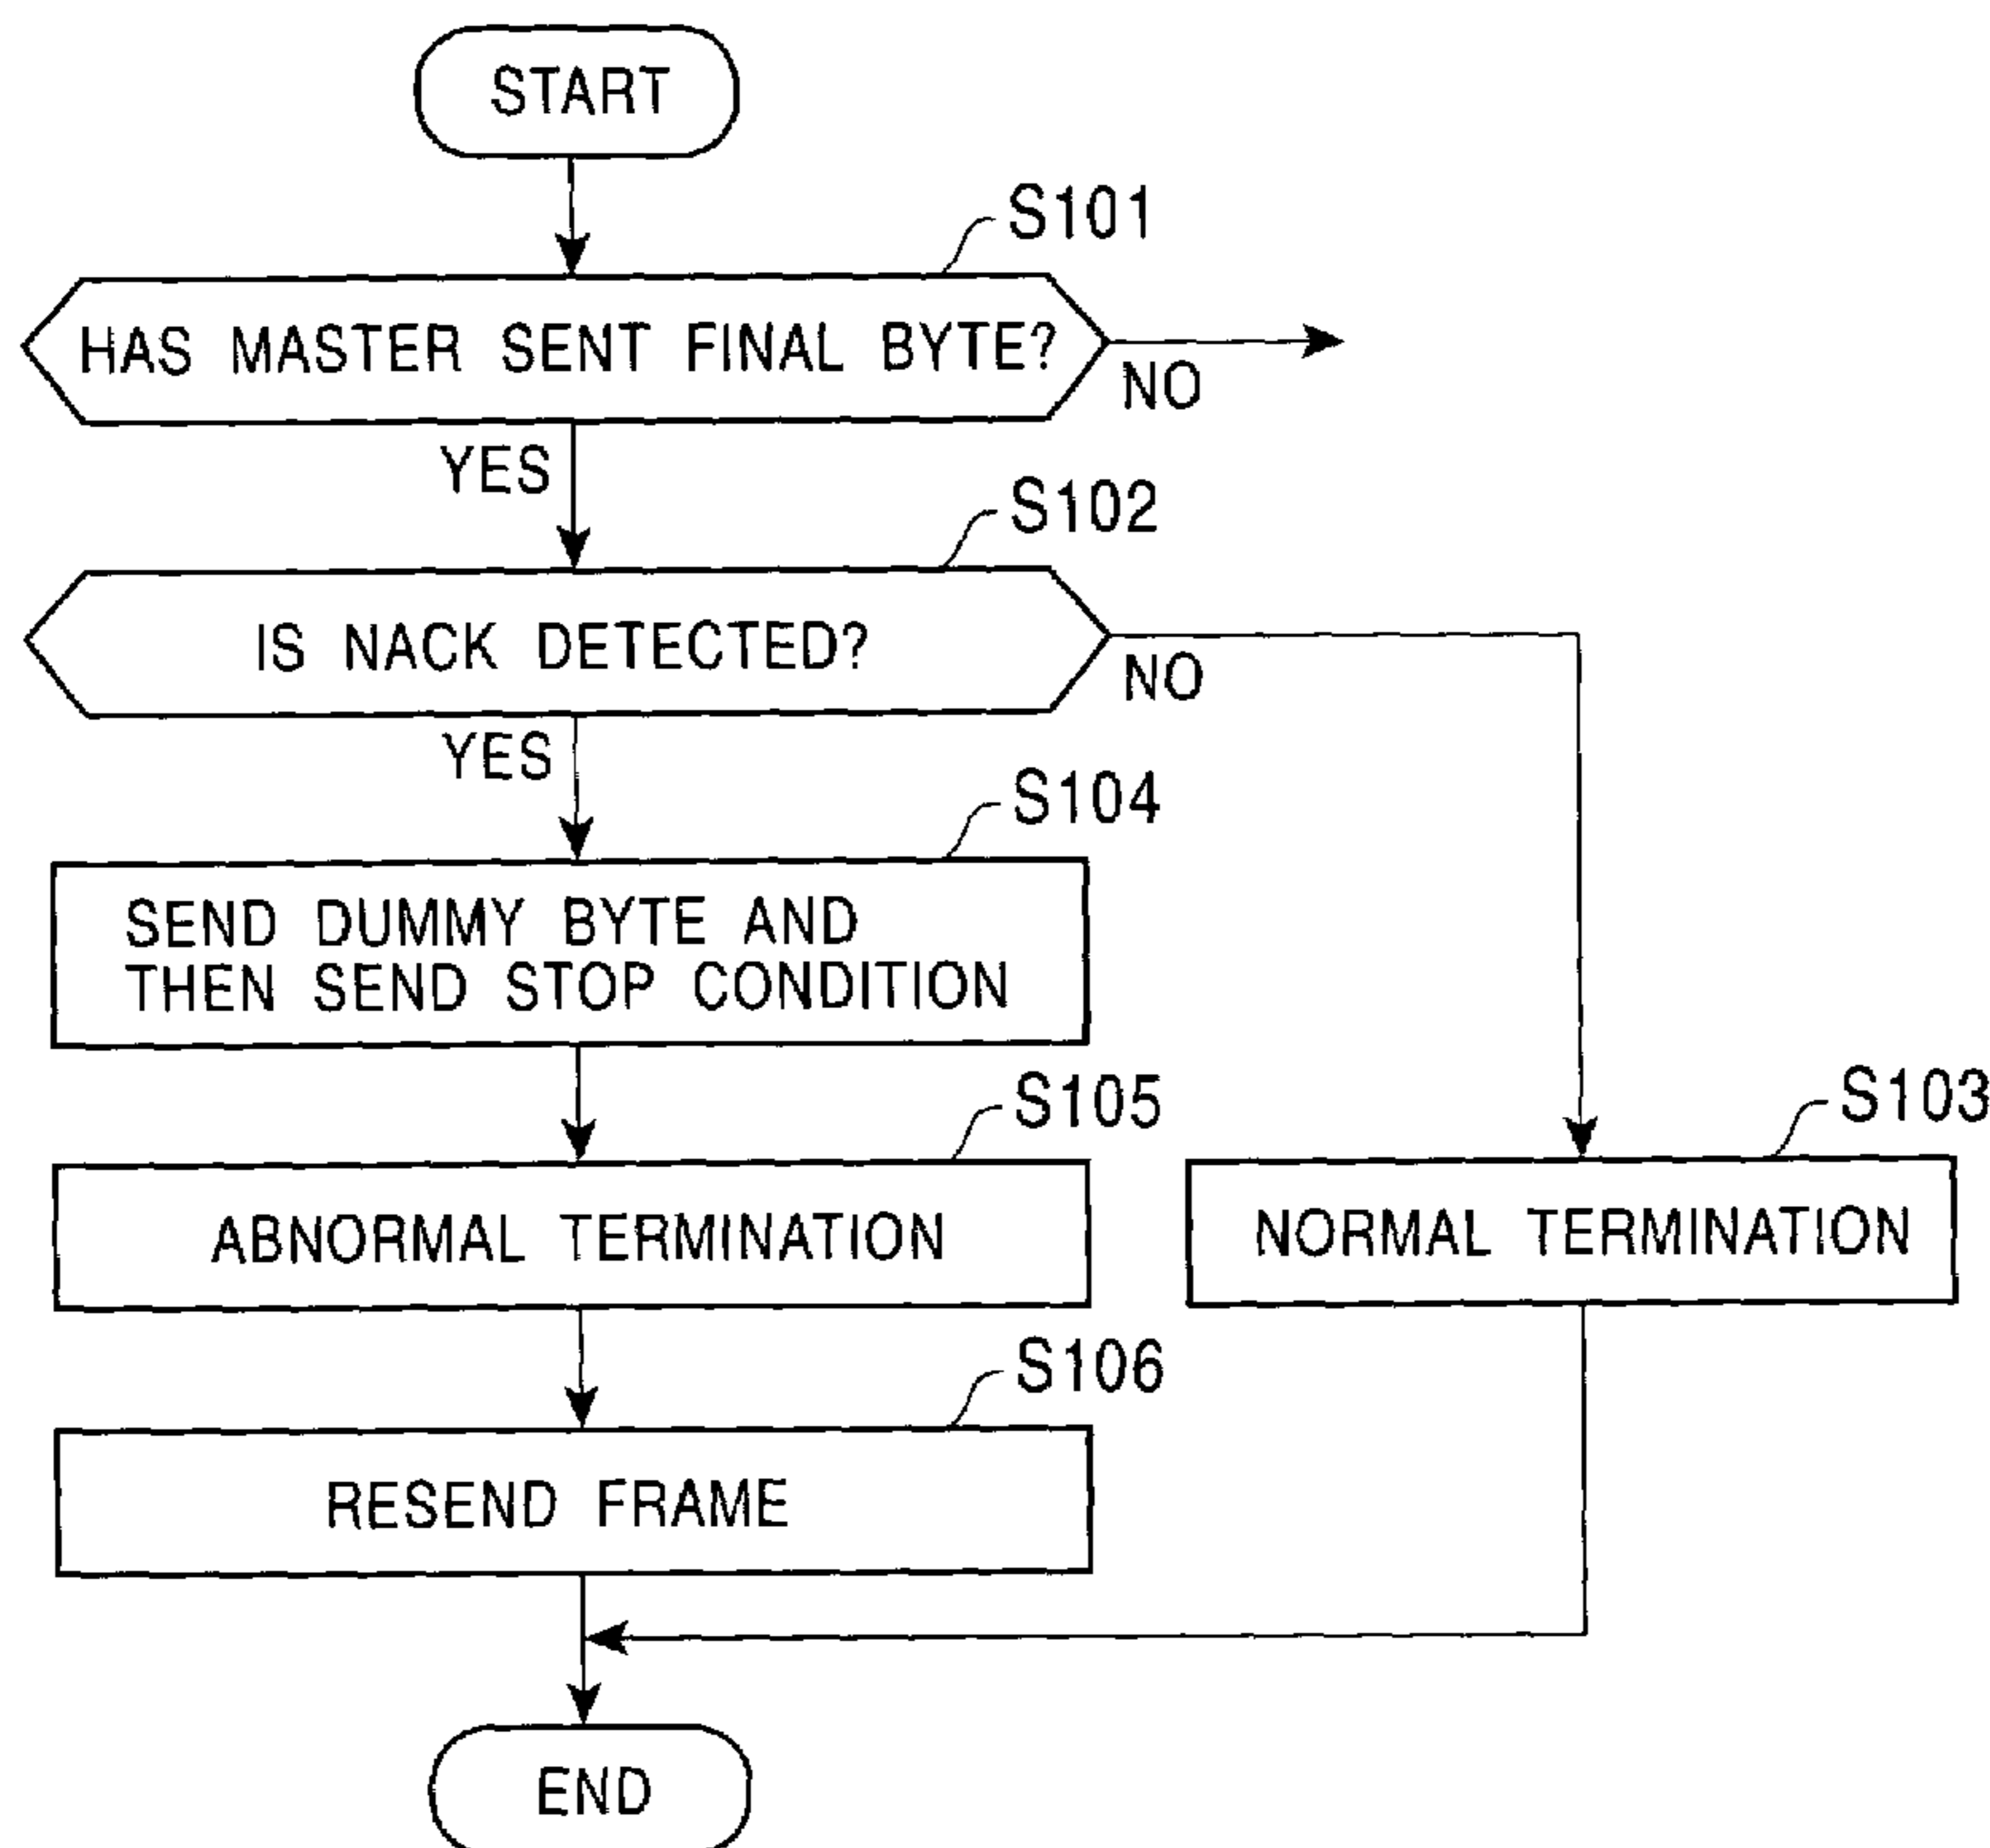 START
S101
HAS MASTER SENT FINAL BYTE?
NO
YES
S102
IS NACK DETECTED?
NO
YES
S104
SEND DUMMY BYTE AND
THEN SEND STOP CONDITION
S105
ABNORMAL TERMINATION
S103
NORMAL TERMINATION
S106
RESEND FRAME
END